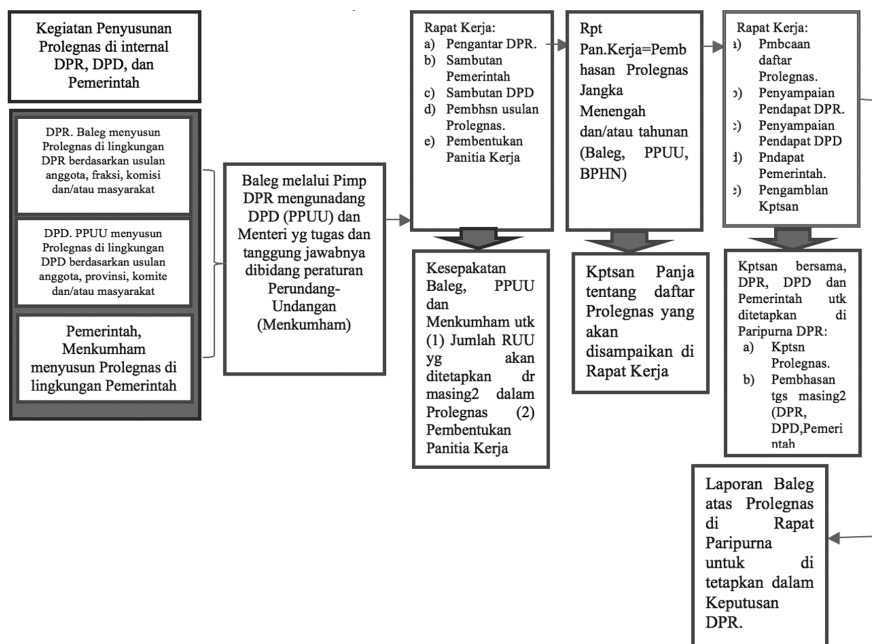 Kegiatan Penyusunan
Prolegnas di internal
DPR, DPD, dan
Pemerintah
DPR. Baleg menyusun
Prolegnas di lingkungan
DPR berdasarkan usulan
anggota, fraksi, komisi
dan/atau masyarakat
DPD. PPUU menyusun
Prolegnas di lingkungan
DPD berdasarkan usulan
anggota, provinsi, komite
dan/atau masyarakat
Pemerintah,
Menkumham
menyusun Prolegnas di
lingkungan Pemerintah
Baleg melalui Pimp
DPR mengunadang
DPD (PPUU) dan
Menteri yg tugas dan
tanggung jawabnya
dibidang peraturan
Perundang-
Undangan
(Menkumham)
Rapat Kerja:
a) Pengantar DPR.
b) Sambutan
Pemerintah
c) Sambutan DPD
d) Pembhsn usulan
Prolegnas.
e) Pembentukan
Panitia Kerja
Kesepakatan
Baleg, PPUU
dan
Menkumham utk
(1) Jumlah RUU
yg akan
ditetapkan dr
masing2 dalam
Prolegnas (2)
Pembentukan
Panitia Kerja
Rpt
Pan.Kerja=Pemb
hasan Prolegnas
Jangka
Menengah
dan/atau tahunan
(Baleg, PPUU,
BPHN)
Kptsan Panja
tentang daftar
Prolegnas yang
akan
disampaikan di
Rapat Kerja
Rapat Kerja:
Pmbcaan
daftar
Prolegnas.
Penyampaian
Pendapat DPR.
Penyampaian
Pendapat DPD
Pndapat
Pemerintah.
Pengamblan
Kptsan
Kptsan bersama,
DPR, DPD dan
Pemerintah utk
ditetapkan di
Paripurna DPR:
a) Kptsn
Prolegnas.
b) Pembhasan
tgs masing2
(DPR,
DPD,Pemeri
ntah
Laporan Baleg
atas Prolegnas
di Rapat
Paripurna
untuk di
tetapkan dalam
Keputusan
DPR.